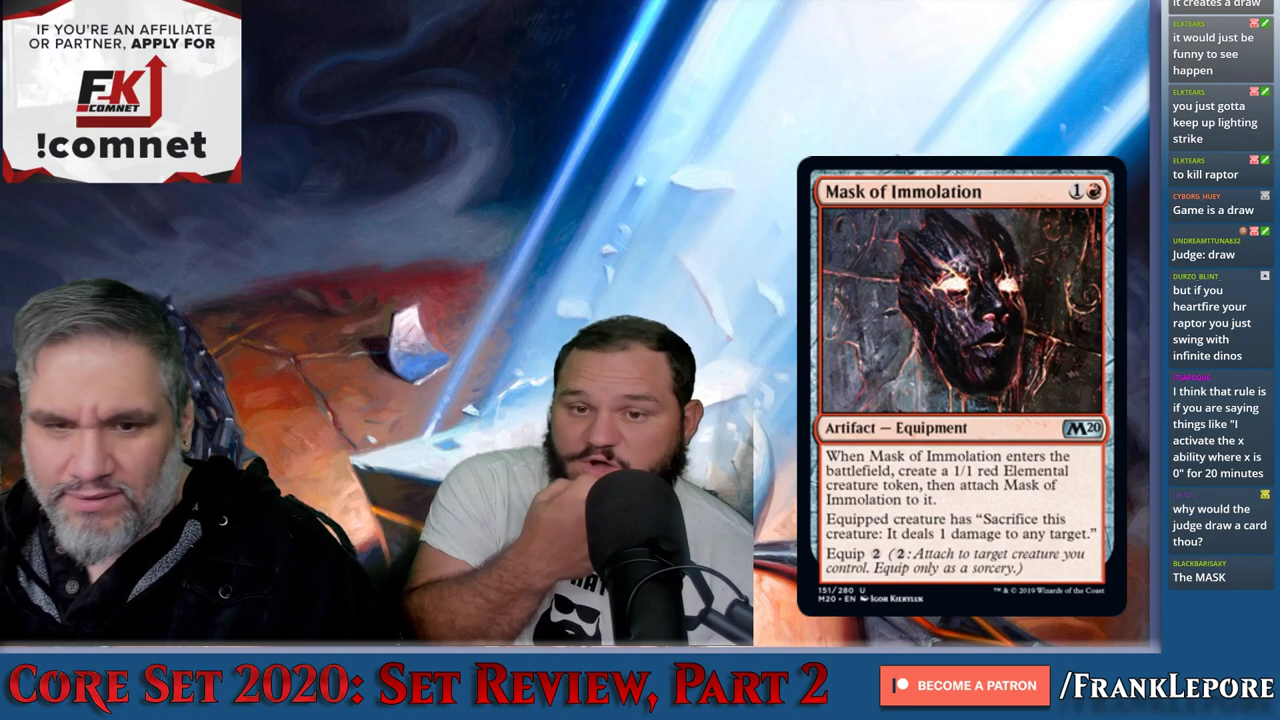 IF YOU'RE AN AFFILIATE
OR PARTNER, APPLY FOR
FK
COMNET
!comnet
Mask of Immolation 1
Artifact — Equipment
M20
When Mask of Immolation enters the
battlefield, create a 1/1 red Elemental
creature token, then attach Mask of
Immolation to it.
Equipped creature has "Sacrifice this
creature: It deals 1 damage to any target."
Equip 2 (2: Attach to target creature you
control. Equip only as a sorcery.)
151/280 U
M20 • EN Igor Kieryluk
™ & © 2019 Wizards of the Coast
it creates a draw
ELKTEARS
it would just be
funny to see
happen
ELKTEARS
you just gotta
keep up lighting
strike
ELKTEARS
to kill raptor
CYBORG HUEY
Game is a draw
UNDREAMTTUNA832
Judge: draw
DURZO BLINT
but if you
heartfire your
raptor you just
swing with
infinite dinos
ITSAPOQUE
I think that rule is
if you are saying
things like "I
activate the x
ability where x is
0" for 20 minutes
why would the
judge draw a card
thou?
BLACKBARISAXY
The MASK
Core Set 2020: Set Review, Part 2
BECOME A PATRON
/FrankLepore